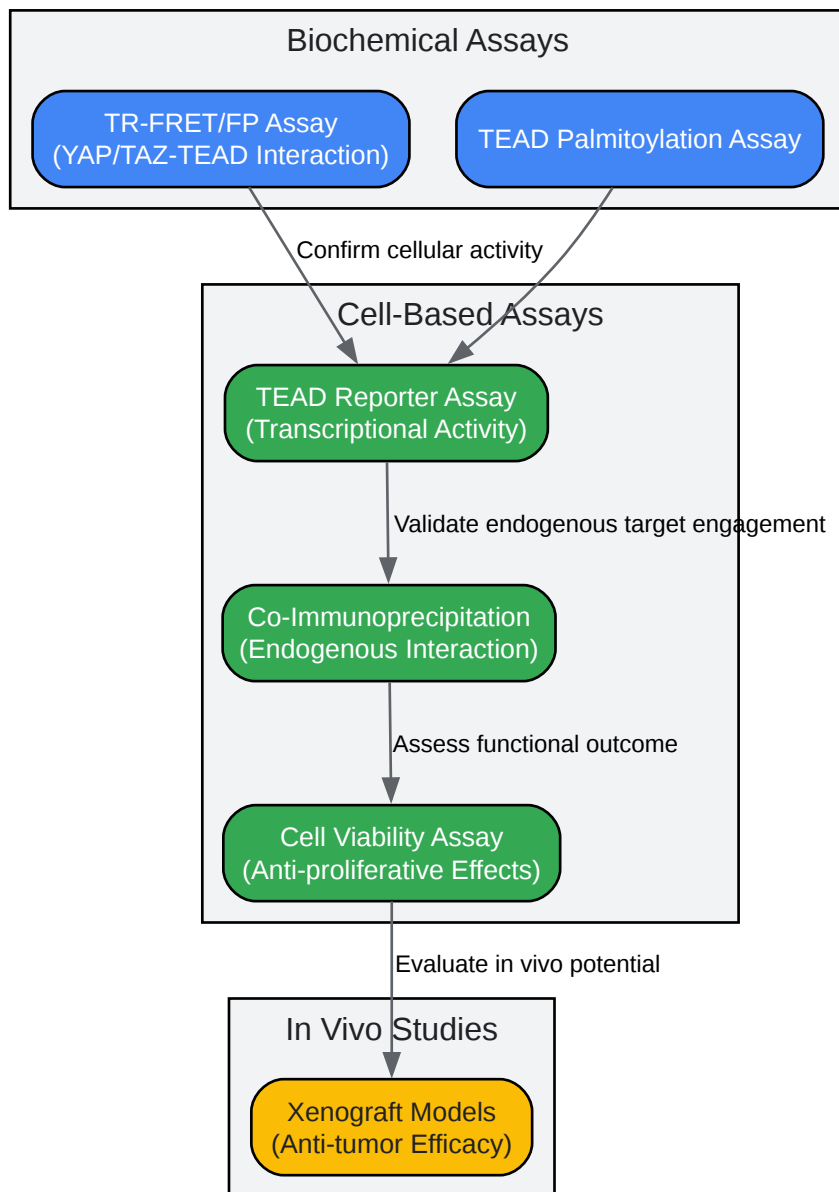 Biochemical Assays
TR-FRET/FP Assay
(YAP/TAZ-TEAD Interaction)
TEAD Palmitoylation Assay
Confirm cellular activity
Cell-Based Assays
TEAD Reporter Assay
(Transcriptional Activity)
Validate endogenous target engagement
Co-Immunoprecipitation
(Endogenous Interaction)
Assess functional outcome
Cell Viability Assay
(Anti-proliferative Effects)
Evaluate in vivo potential
In Vivo Studies
Xenograft Models
(Anti-tumor Efficacy)